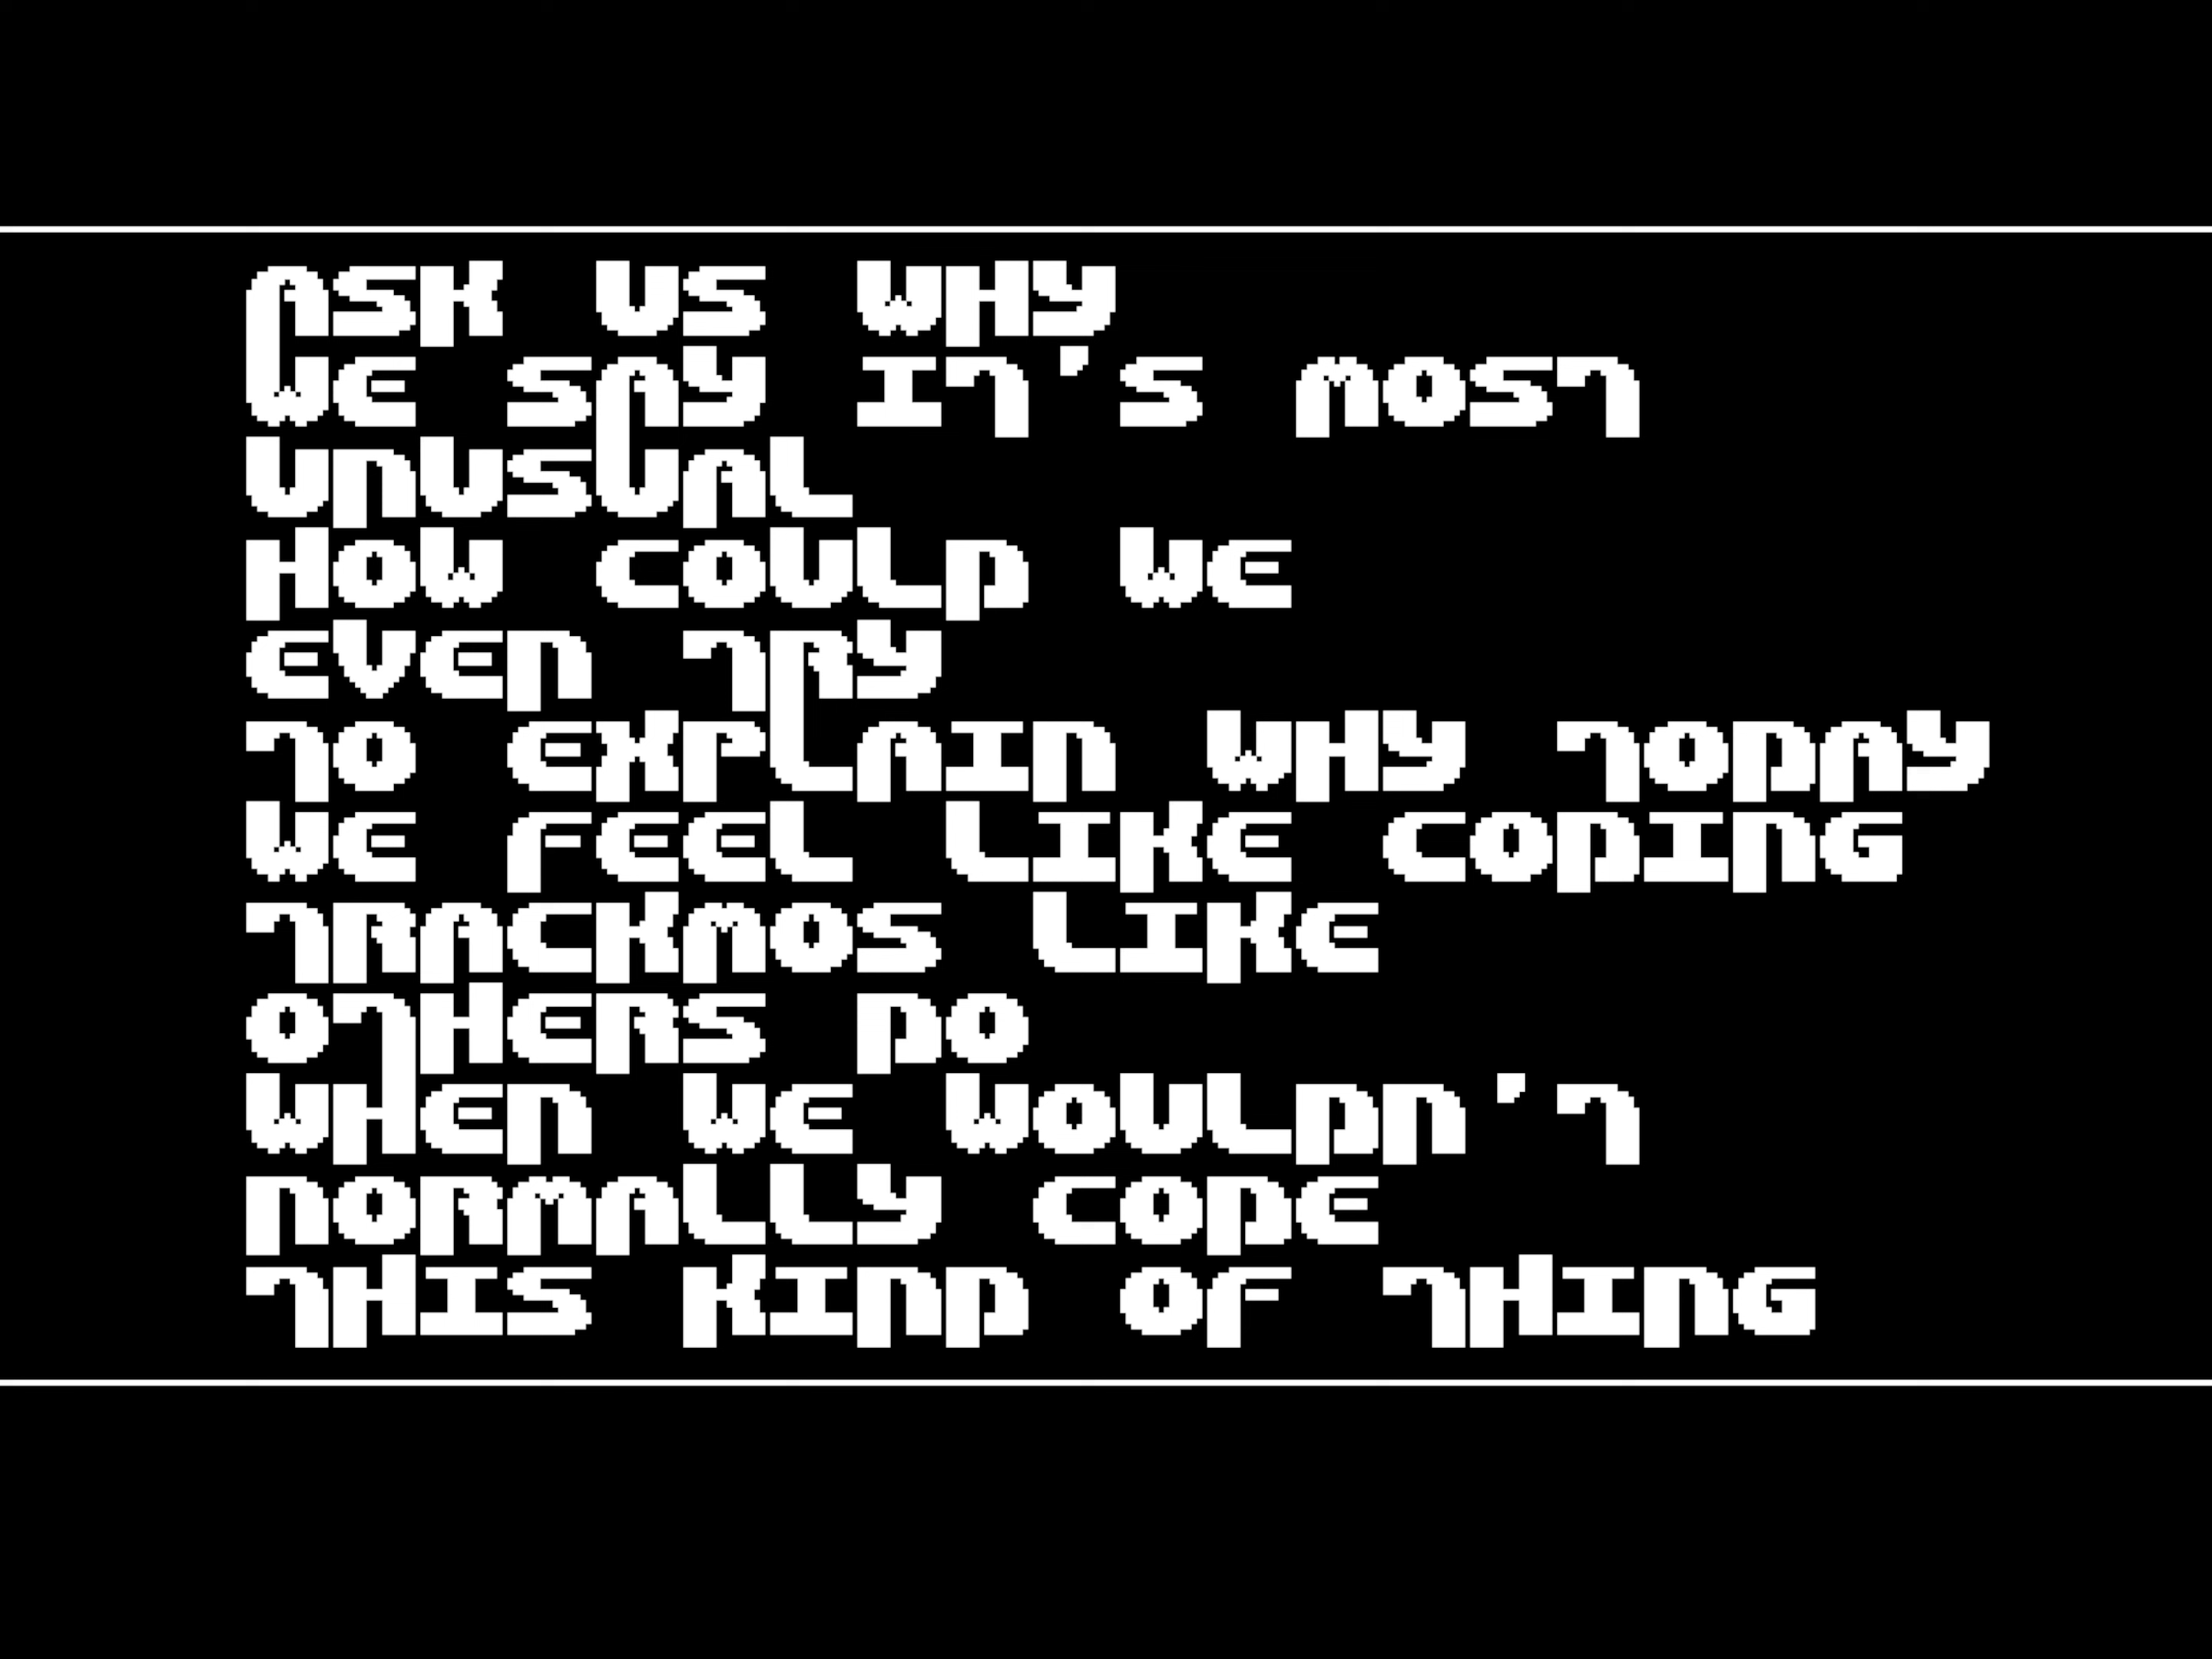 ASK US WHY
WE SAY IT'S MOST
UNUSUAL
HOW COULD WE
EVEN TRY
TO EXPLAIN WHY TODAY
WE FEEL LIKE CODING
TRACKMOS LIKE
OTHERS DO
WHEN WE WOULDN'T
NORMALLY CODE
THIS KIND OF THING